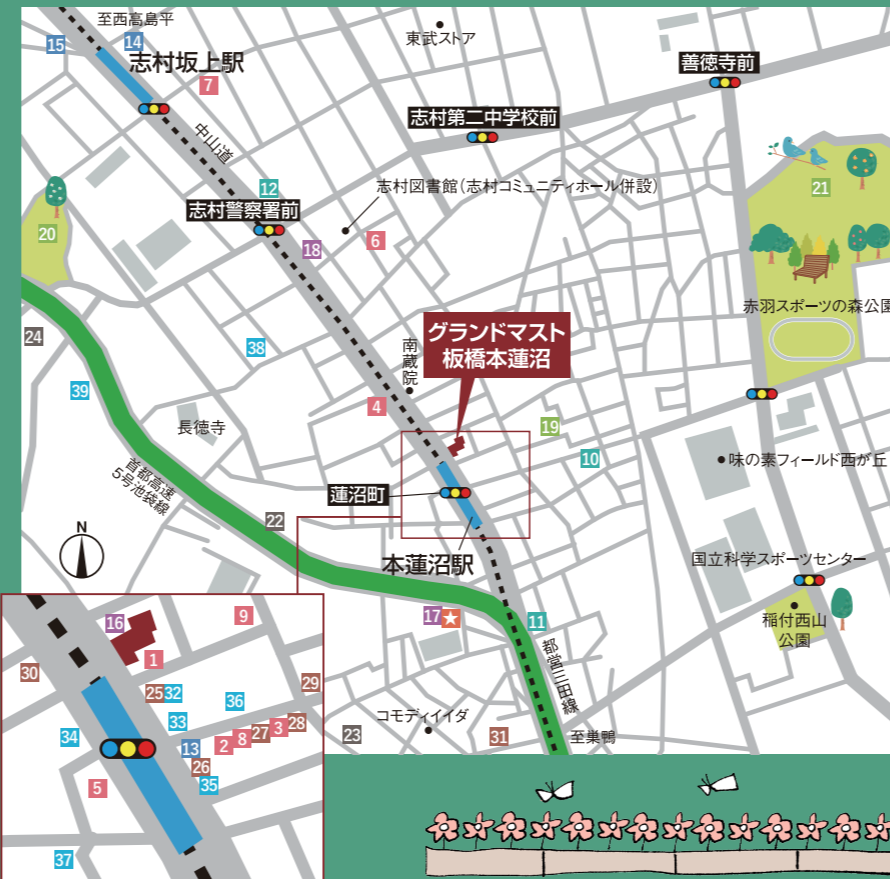 至西高島平
15
14
志村坂上駅
7
東武ストア
善徳寺前
志村第二中学校前
中山道
12
志村図書館（志村コミュニティホール併設）
21
志村警察署前
20
18
6
赤羽スポーツの森公園
24
38
南蔵院
グランドマスト
板橋本蓮沼
39
4
長徳寺
19
10
味の素フィールド西が丘
首都高速
5号池袋線
蓮沼町
22
N
本蓮沼駅
国立科学スポーツセンター
17
11
稲付西山
公園
都営三田線
コモディイイダ
23
31
至巣鴨
16
9
1
30
25
32
29
36
34
33
13
2
8
27
3
28
26
5
35
37